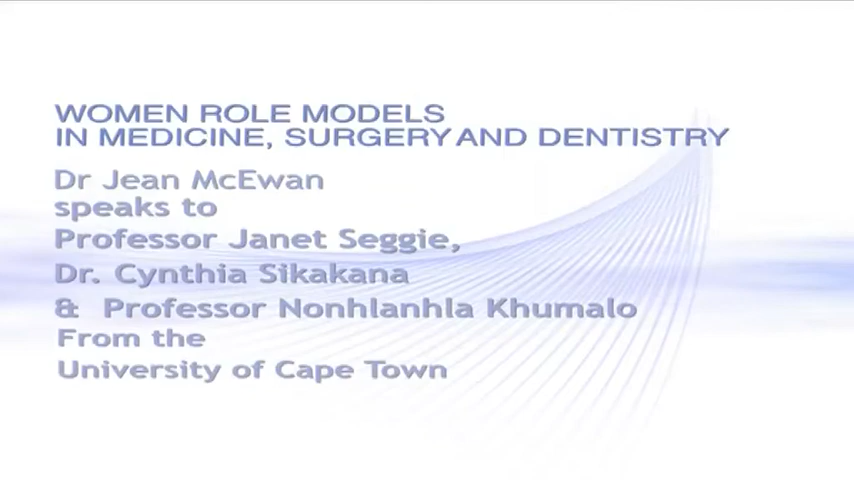 WOMEN ROLE MODELS
IN MEDICINE, SURGERY AND DENTISTRY
Dr Jean McEwan
speaks to
Professor Janet Seggie,
Dr. Cynthia Sikakana
& Professor Nonhlanhla Khumalo
From the
University of Cape Town